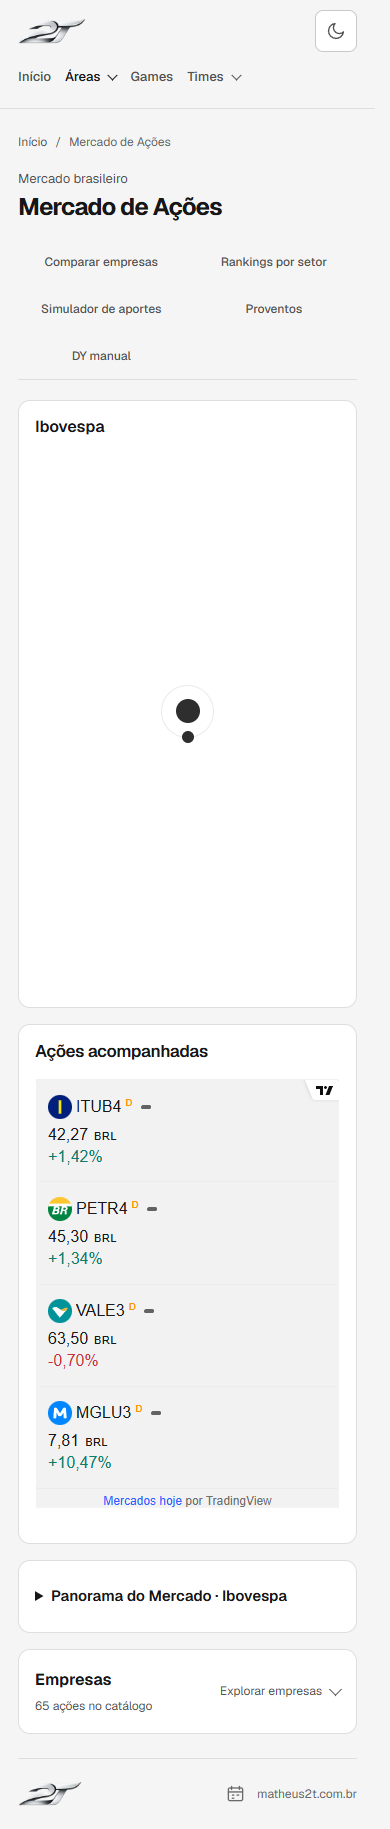 2T
Início Áreas Games Times
Início / Mercado de Ações
Mercado brasileiro
Mercado de Ações
Comparar empresas Rankings por setor
Simulador de aportes Proventos
DY manual
Ibovespa
Ações acompanhadas
ITUB4 D
42,27 BRL
+1,42%
BR PETR4 D
45,30 BRL
+1,34%
VALE3 D
63,50 BRL
-0,70%
MGLU3 D
7,81 BRL
+10,47%
Mercados hoje por TradingView
Panorama do Mercado · Ibovespa
Empresas
65 ações no catálogo
Explorar empresas
2T
matheus2t.com.br